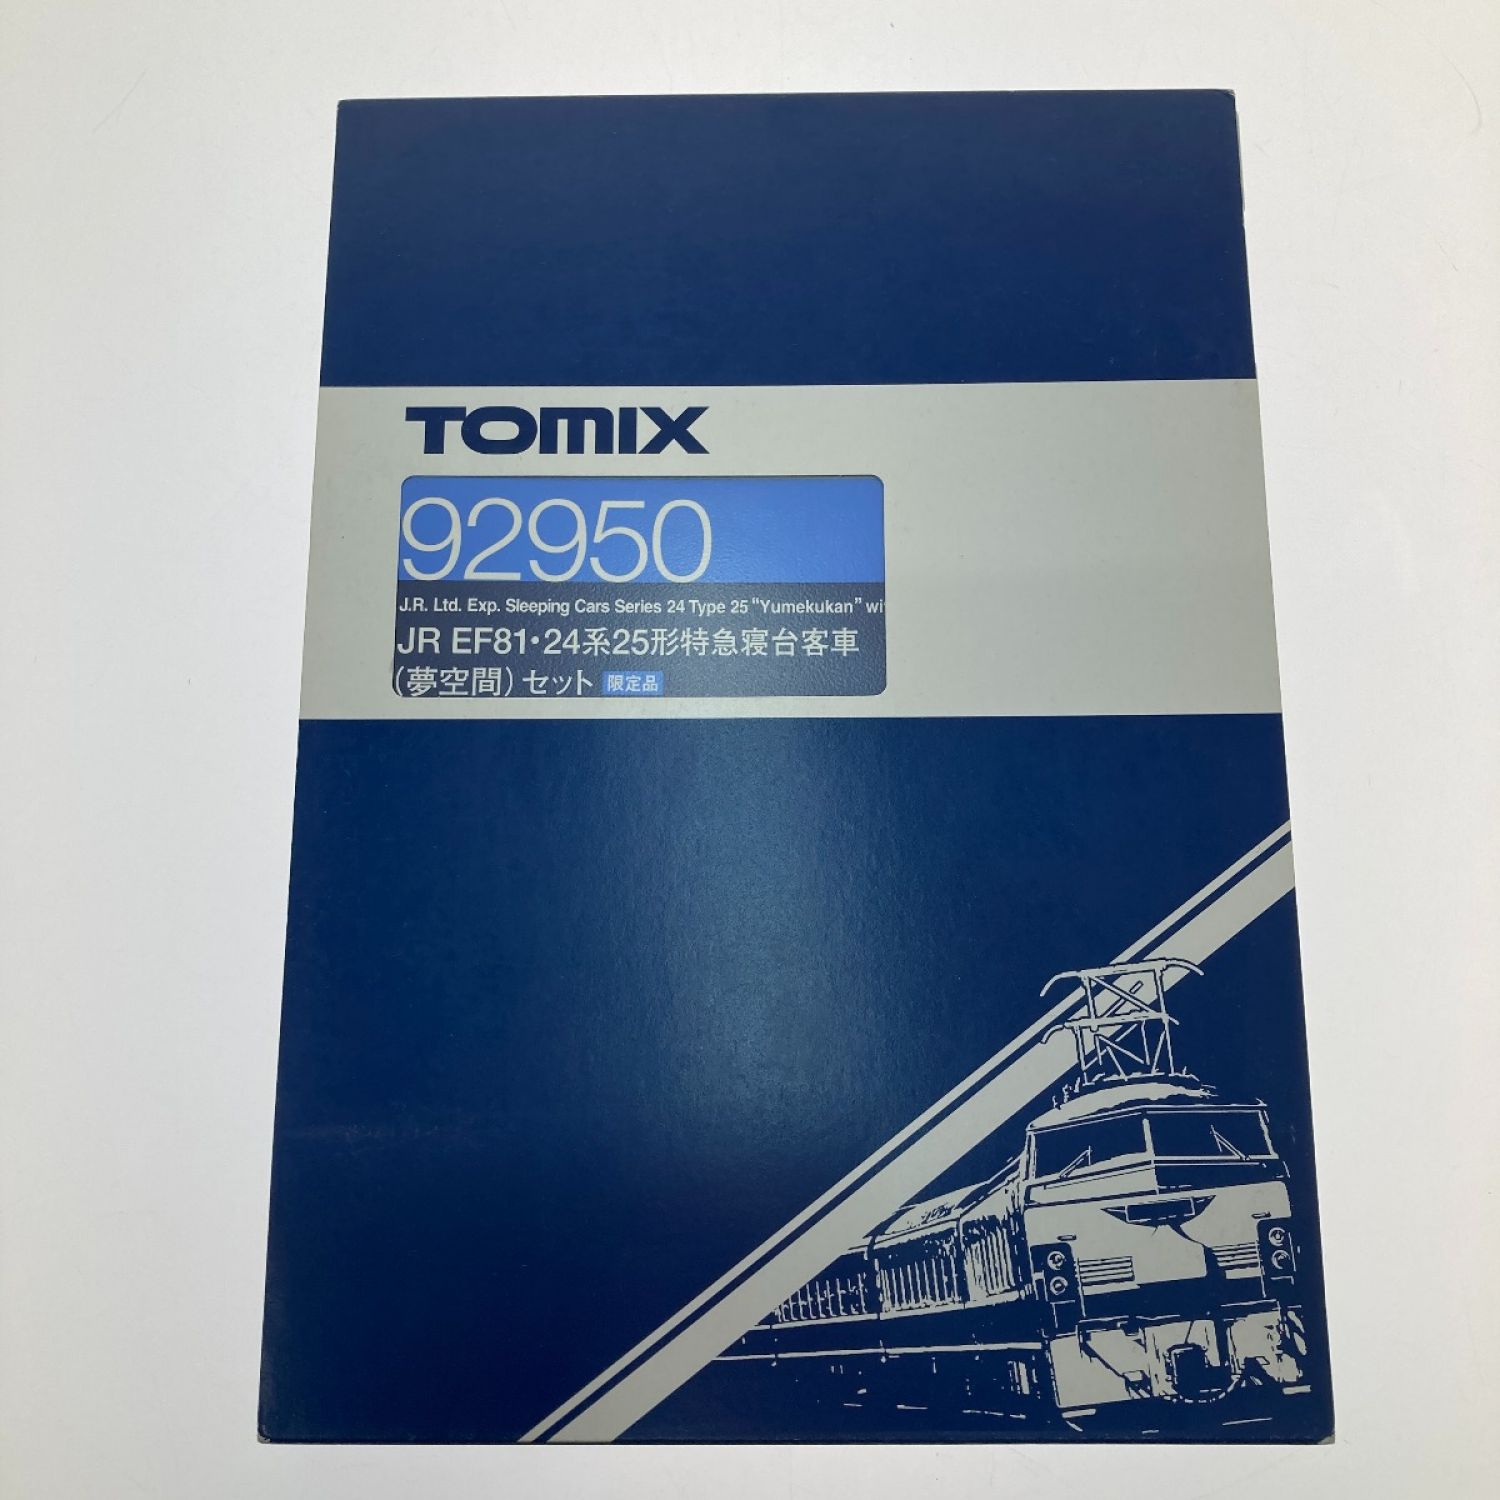 TOMIX
92950
J.R. Ltd. Exp. Sleeping Cars Series 24 Type 25 "Yumekukan" wi
JR EF81・24系25形特急寝台客車
(夢空間)セット 限定品